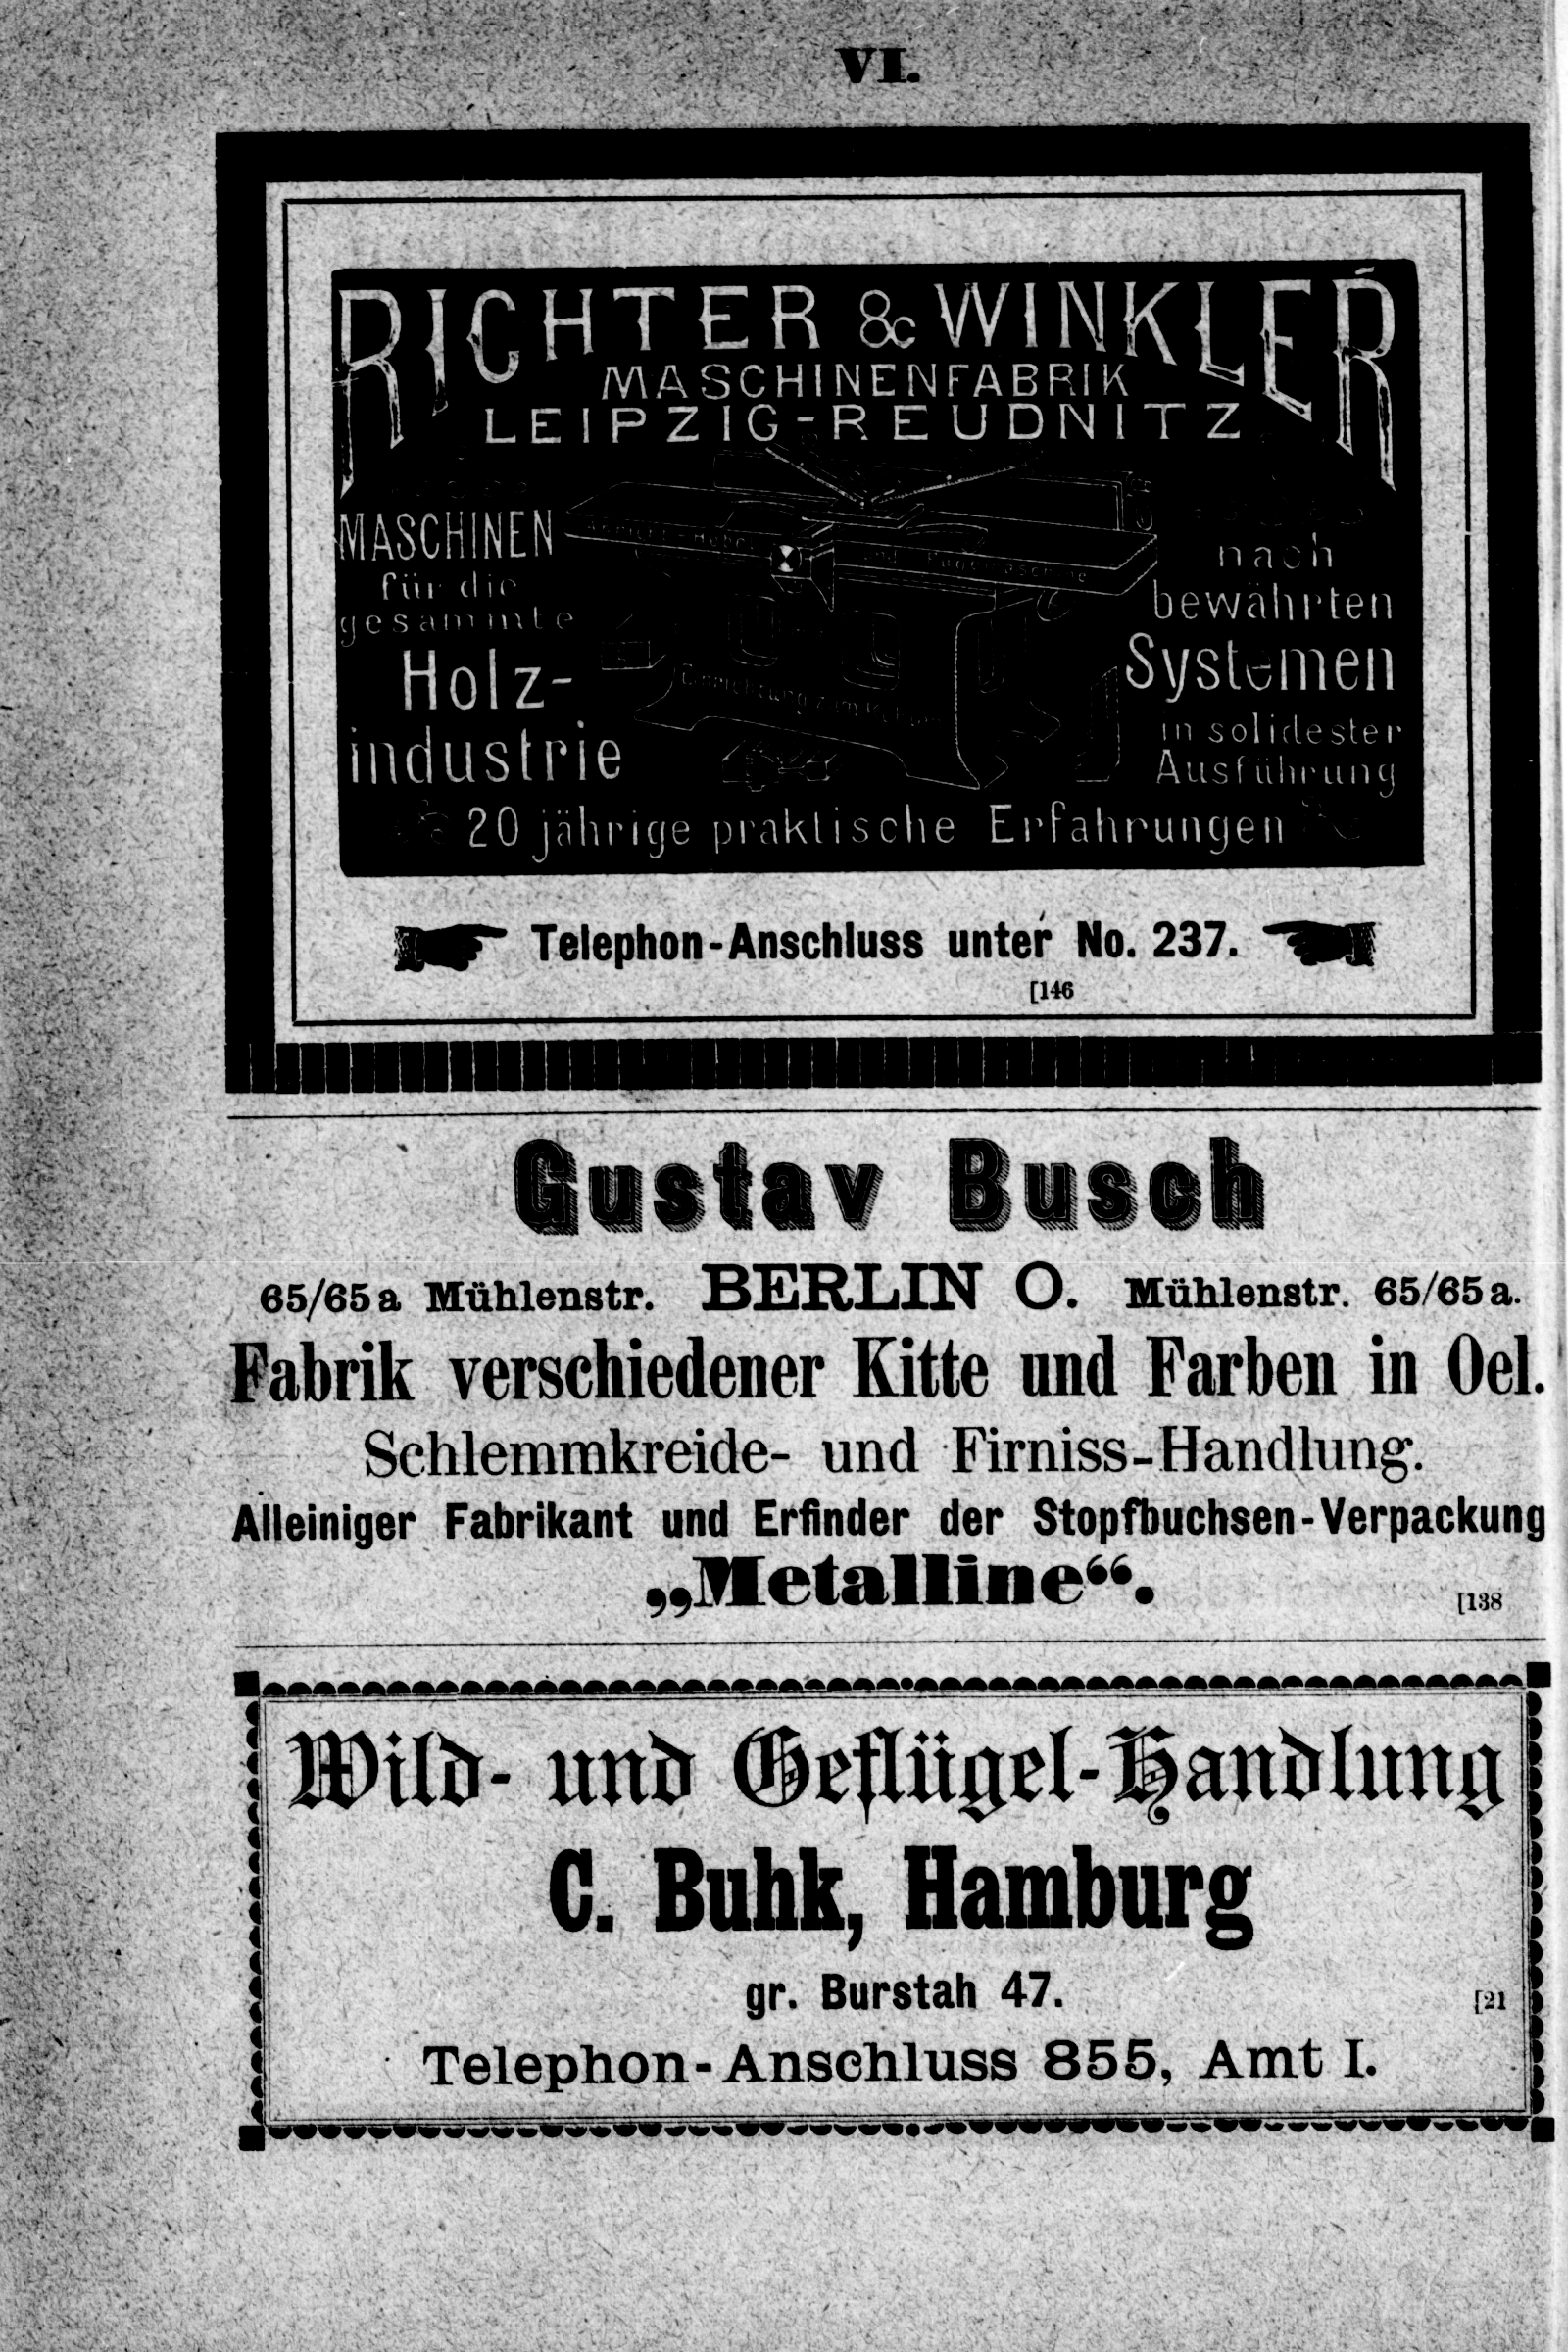 VI.
RICHTER & WINKLER
MASCHINENFABRIK
LEIPZIG-REUDNITZ
MASCHINEN
für die
gesammte
Holz-
industrie
nach
bewährten
Systemen
in solidester
Ausführung
20 jährige praktische Erfahrungen
Telephon-Anschluss unter No. 237.
[146
Gustav Busch
65/65a Mühlenstr. BERLIN O. Mühlenstr. 65/65a.
Fabrik verschiedener Kitte und Farben in Oel.
Schlemmkreide- und Firniss-Handlung.
Alleiniger Fabrikant und Erfinder der Stopfbuchsen-Verpackung
„Metalline“.
[138
Wild- und Geflügel-Handlung
C. Buhk, Hamburg
gr. Burstah 47.
[21
Telephon-Anschluss 855, Amt I.